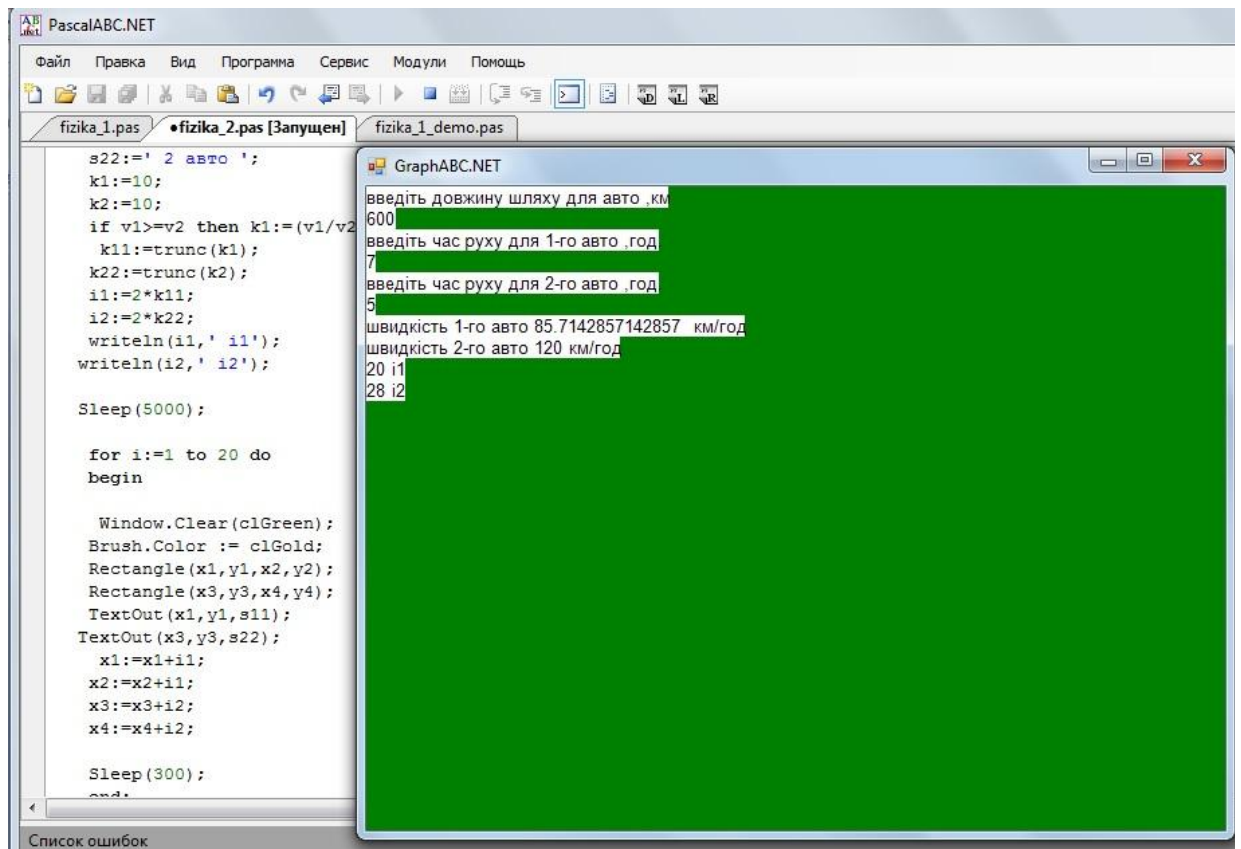 PascalABC.NET
Файл Правка Вид Программа Сервис Модули Помощь
fizika_1.pas •fizika_2.pas [Запущен] fizika_1_demo.pas
s22:=' 2 авто ';
k1:=10;
k2:=10;
if v1>=v2 then k1:=(v1/v2
k11:=trunc(k1);
k22:=trunc(k2);
i1:=2*k11;
i2:=2*k22;
writeln(i1,' i1');
writeln(i2,' i2');
Sleep(5000);
for i:=1 to 20 do
begin
Window.Clear(clGreen);
Brush.Color := clGold;
Rectangle(x1,y1,x2,y2);
Rectangle(x3,y3,x4,y4);
TextOut(x1,y1,s11);
TextOut(x3,y3,s22);
x1:=x1+i1;
x2:=x2+i1;
x3:=x3+i2;
x4:=x4+i2;
Sleep(300);
Список ошибок
GraphABC.NET
введіть довжину шляху для авто ,км
600
введіть час руху для 1-го авто ,год
7
введіть час руху для 2-го авто ,год
5
швидкість 1-го авто 85.7142857142857 км/год
швидкість 2-го авто 120 км/год
20 i1
28 i2